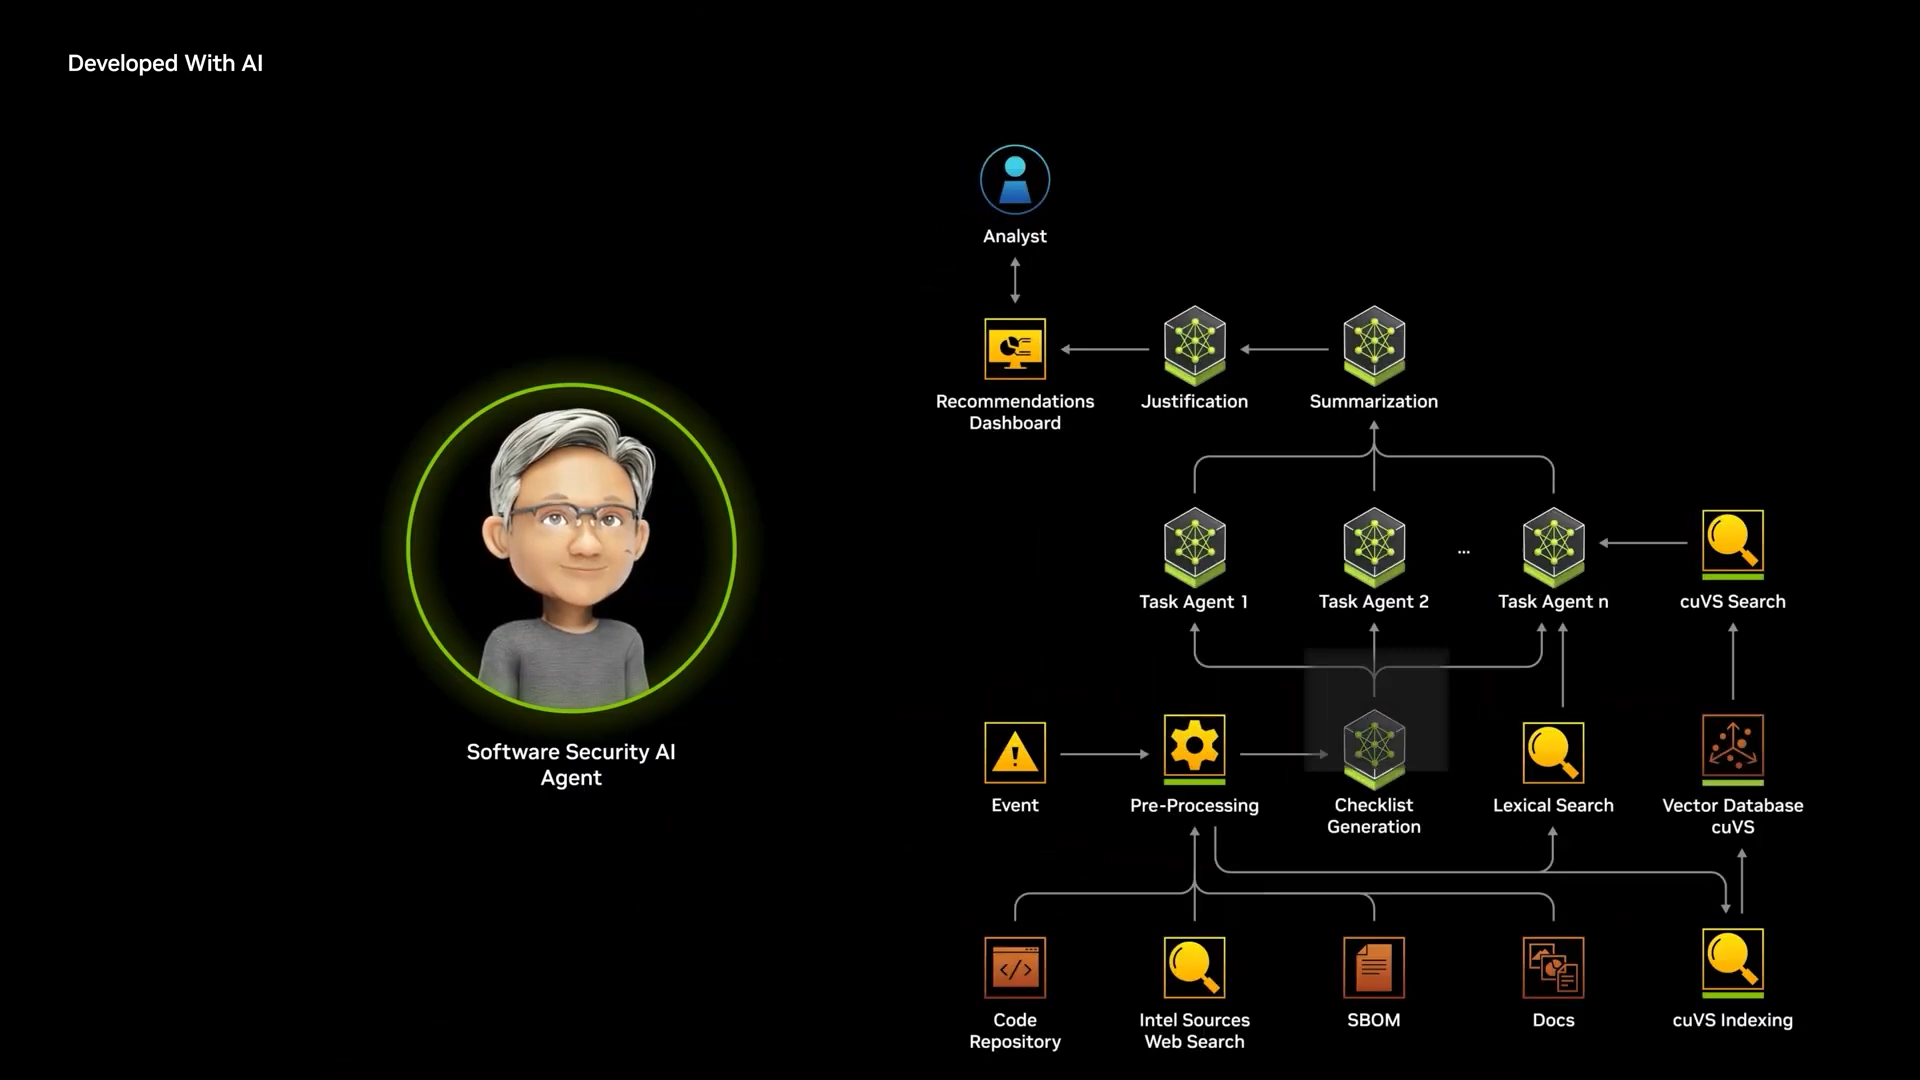 Developed With AI
Analyst
Recommendations
Dashboard
Justification
Summarization
Task Agent 1
Task Agent 2
...
Task Agent n
cuVS Search
Software Security AI
Agent
Event
Pre-Processing
Checklist
Generation
Lexical Search
Vector Database
cuVS
Code
Repository
Intel Sources
Web Search
SBOM
Docs
cuVS Indexing